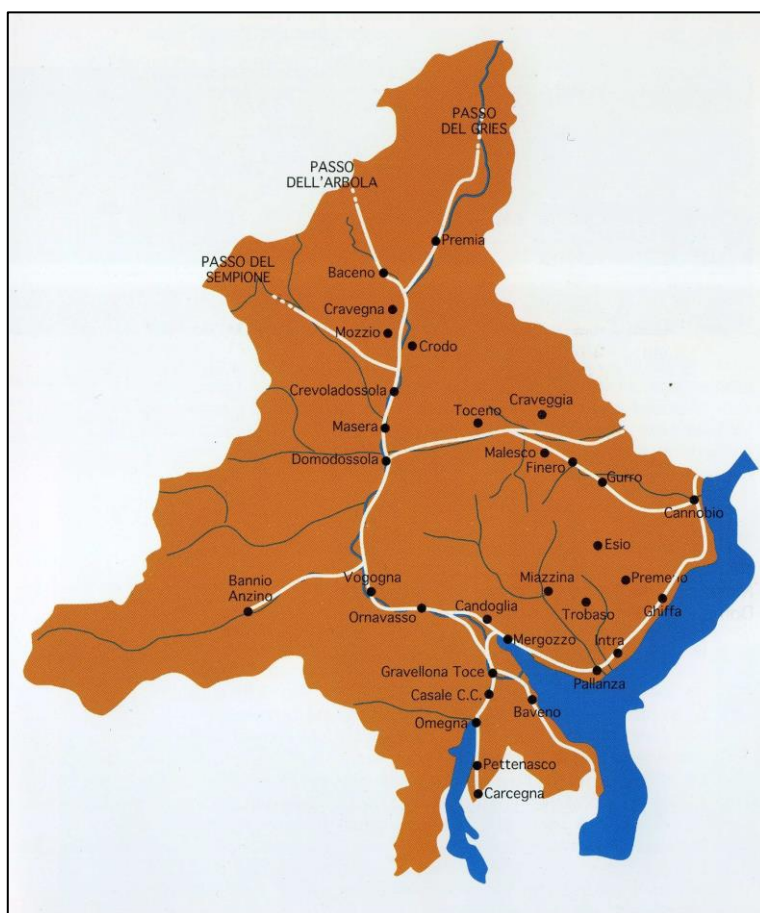 PASSO
DEL GRIES
PASSO
DELL'ARBOLA
Premia
PASSO DEL
SEMPIONE
Baceno
Cravegna
Mozzio
Crodo
Crevoladossola
Craveggia
Toceno
Masera
Malesco
Domodossola
Finero
Gurro
Cannobio
Esio
Bannio
Anzino
Vogogna
Miazzina
Premeno
Trobaso
Ghiffa
Ornavasso
Candoglia
Mergozzo
Intra
Gravellona Toce
Pallanza
Casale C.C.
Baveno
Omegna
Pettenasco
Carcegna